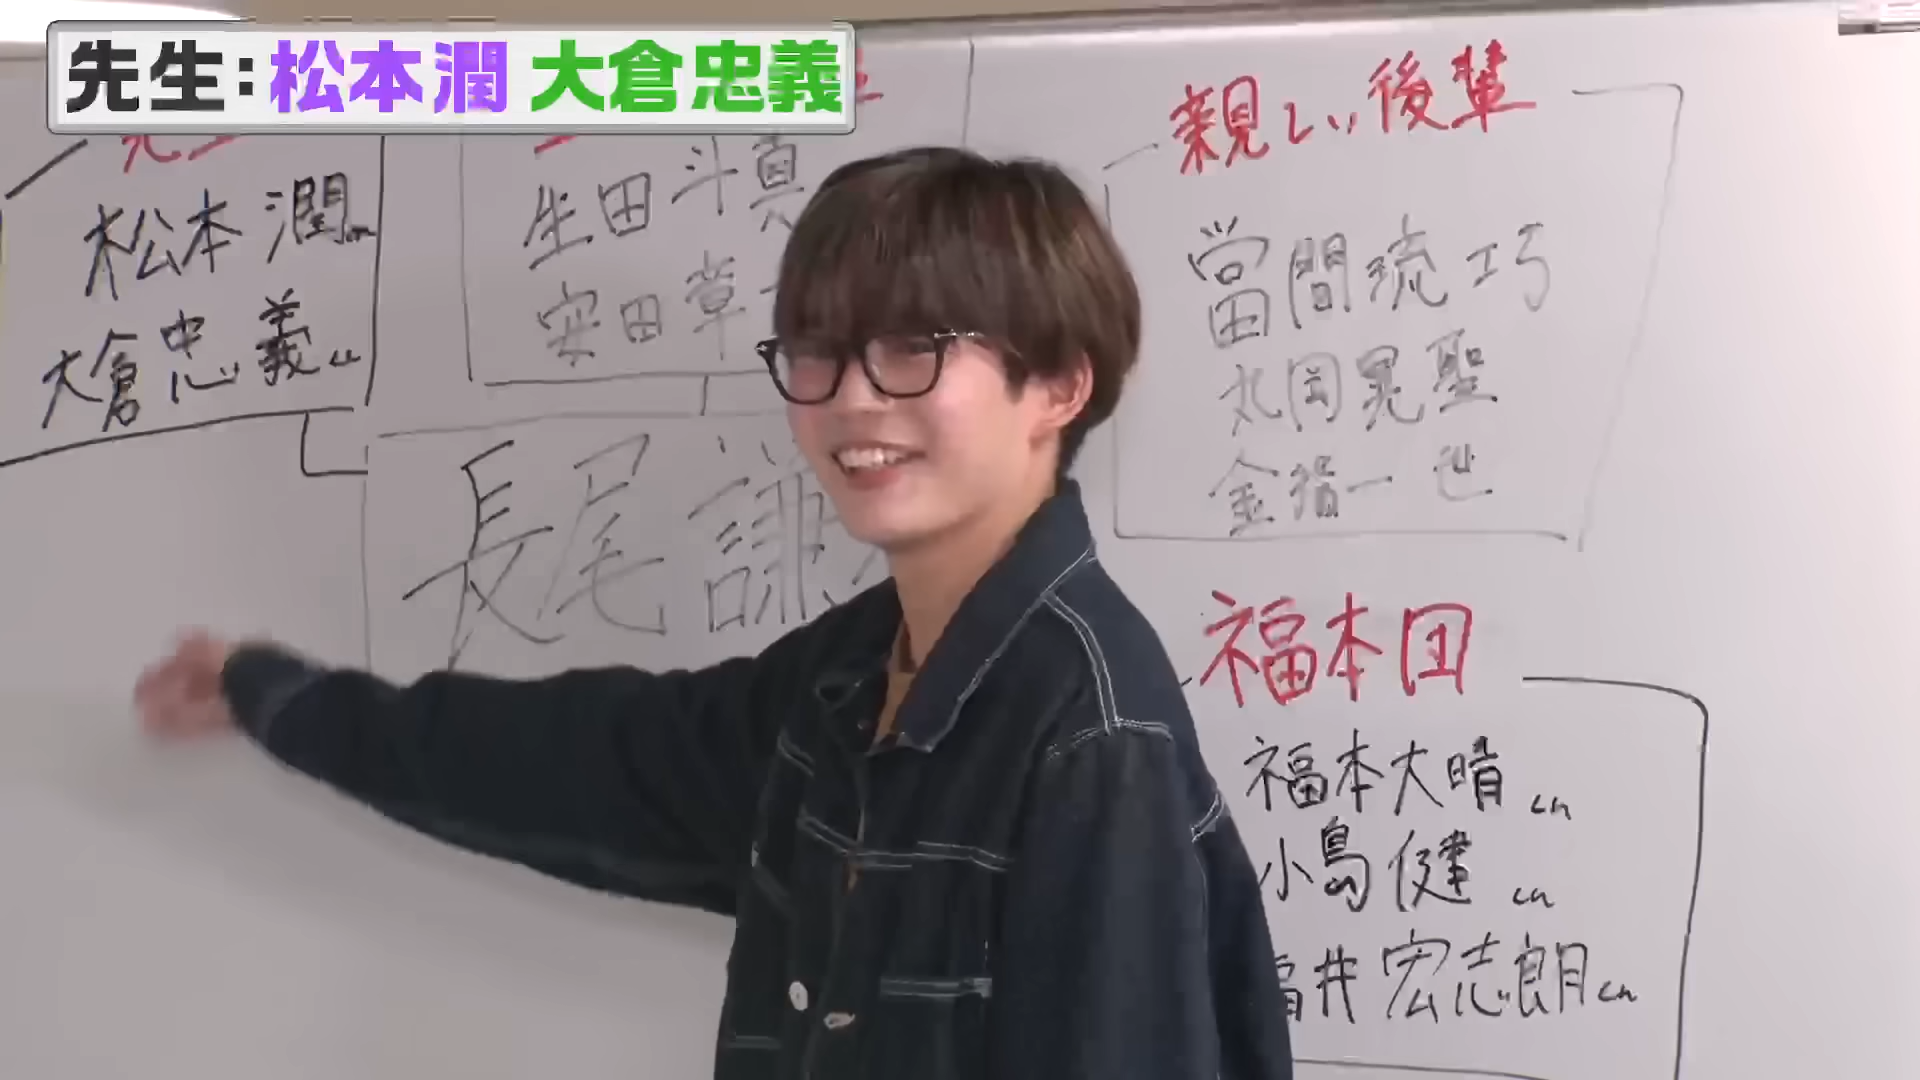 先生:松本潤 大倉忠義
松本潤くん
大倉忠義くん
生田斗真
安田章
長尾謙
親しい後輩
當間琉巧
丸岡晃聖
金指一世
福本団
福本大晴くん
小島健くん
福井宏志朗くん